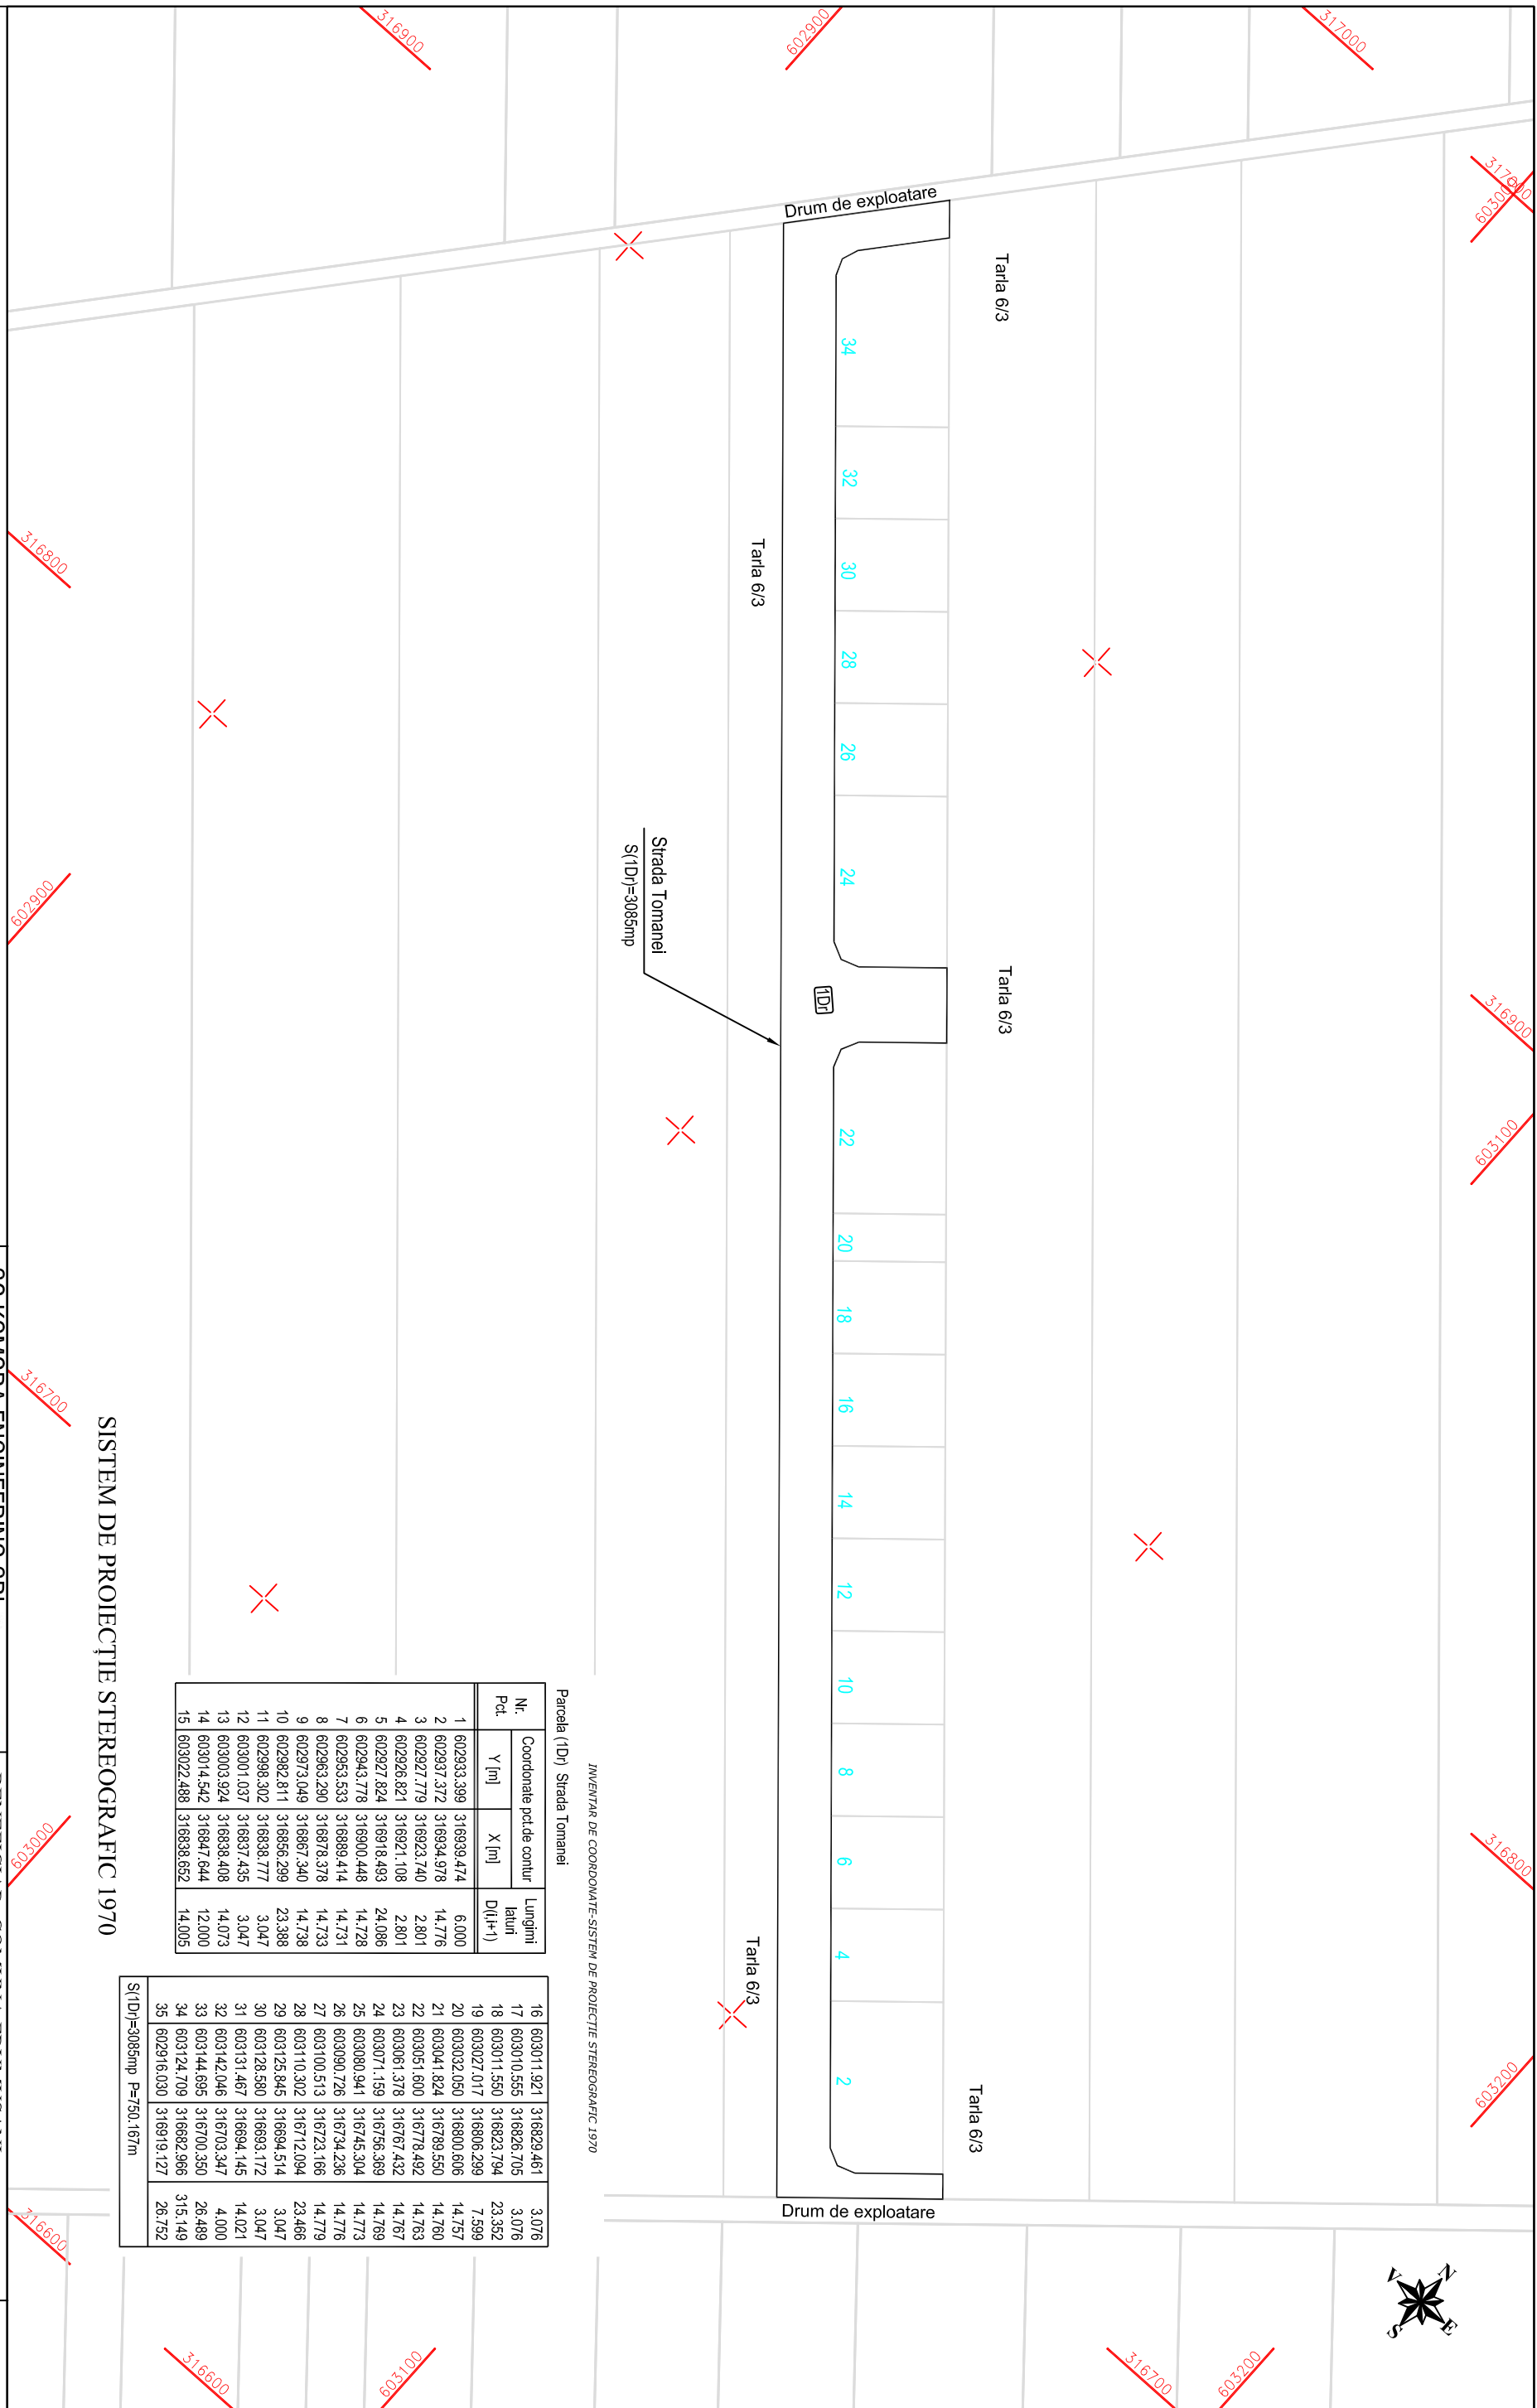 316900
602900
317000
317000
603000
Drum de exploatare
Tarla 6/3
34
32
30
28
26
24
Tarla 6/3
316800
Strada Tomanei
S(1Dr)=3085mp
1Dr
Tarla 6/3
602900
316900
603100
22
20
18
16
14
12
10
8
6
4
2
316700
603000
316800
603200
Tarla 6/3
Tarla 6/3
Drum de exploatare
316600
316600
603100
316700
603200
N
E
S
V
SISTEM DE PROIECȚIE STEREOGRAFIC 1970
INVENTAR DE COORDONATE-SISTEM DE PROIECȚIE STEREOGRAFIC 1970
Parcela (1Dr) Strada Tomanei
Nr. Pct. Coordonate pct.de contur Lungimi laturi
Y [m] X [m] D(i,i+1)
1 602933.399 316939.474 6.000
2 602937.372 316934.978 14.776
3 602927.779 316923.740 2.801
4 602926.821 316921.108 2.801
5 602927.824 316918.493 24.086
6 602943.778 316900.448 14.728
7 602953.533 316889.414 14.731
8 602963.290 316878.378 14.733
9 602973.049 316867.340 14.738
10 602982.811 316856.299 23.388
11 602998.302 316838.777 3.047
12 603001.037 316837.435 3.047
13 603003.924 316838.408 14.073
14 603014.542 316847.644 12.000
15 603022.488 316838.652 14.005
16 603011.921 316829.461 3.076
17 603010.555 316826.705 3.076
18 603011.550 316823.794 23.352
19 603027.017 316806.299 7.599
20 603032.050 316800.606 14.757
21 603041.824 316789.550 14.760
22 603051.600 316778.492 14.763
23 603061.378 316767.432 14.767
24 603071.159 316756.369 14.769
25 603080.941 316745.304 14.773
26 603090.726 316734.236 14.776
27 603100.513 316723.166 14.779
28 603110.302 316712.094 23.466
29 603125.845 316694.514 3.047
30 603128.580 316693.172 3.047
31 603131.467 316694.145 14.021
32 603142.046 316703.347 4.000
33 603144.695 316700.350 26.489
34 603124.709 316682.966 315.149
35 602916.030 316919.127 26.752
S(1Dr)=3085mp P=750.167m